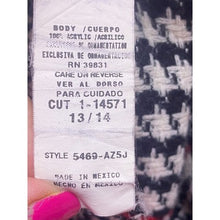 BODY / CUERPO
100% ACRYLIC / ACRILICO
EXCLUSIVE OF ORNAMENTATION
EXCLUSIVA DE ORNAMENTACION
RN 39831
CARE ON REVERSE
VER AL DORSO
PARA CUIDADO
CUT 1-14571
13/14
STYLE 5469-AZ5J
MADE IN MEXICO
HECHO EN MEXICO